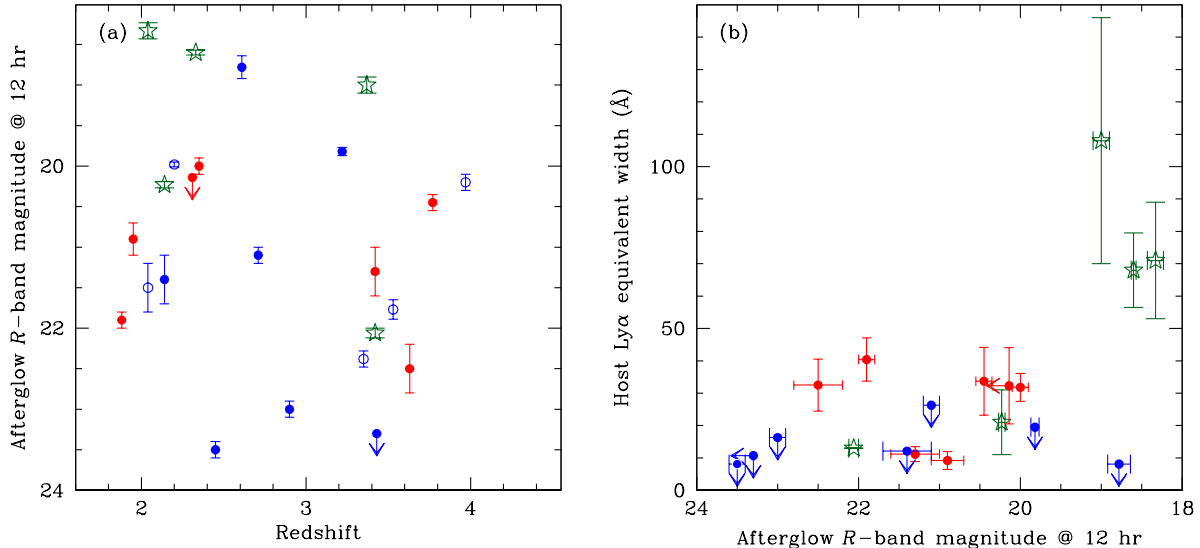 (a)
Afterglow R-band magnitude @ 12 hr
20
22
24
2
3
4
Redshift
(b)
Host Lyα equivalent width (Å)
100
50
0
24
22
20
18
Afterglow R-band magnitude @ 12 hr